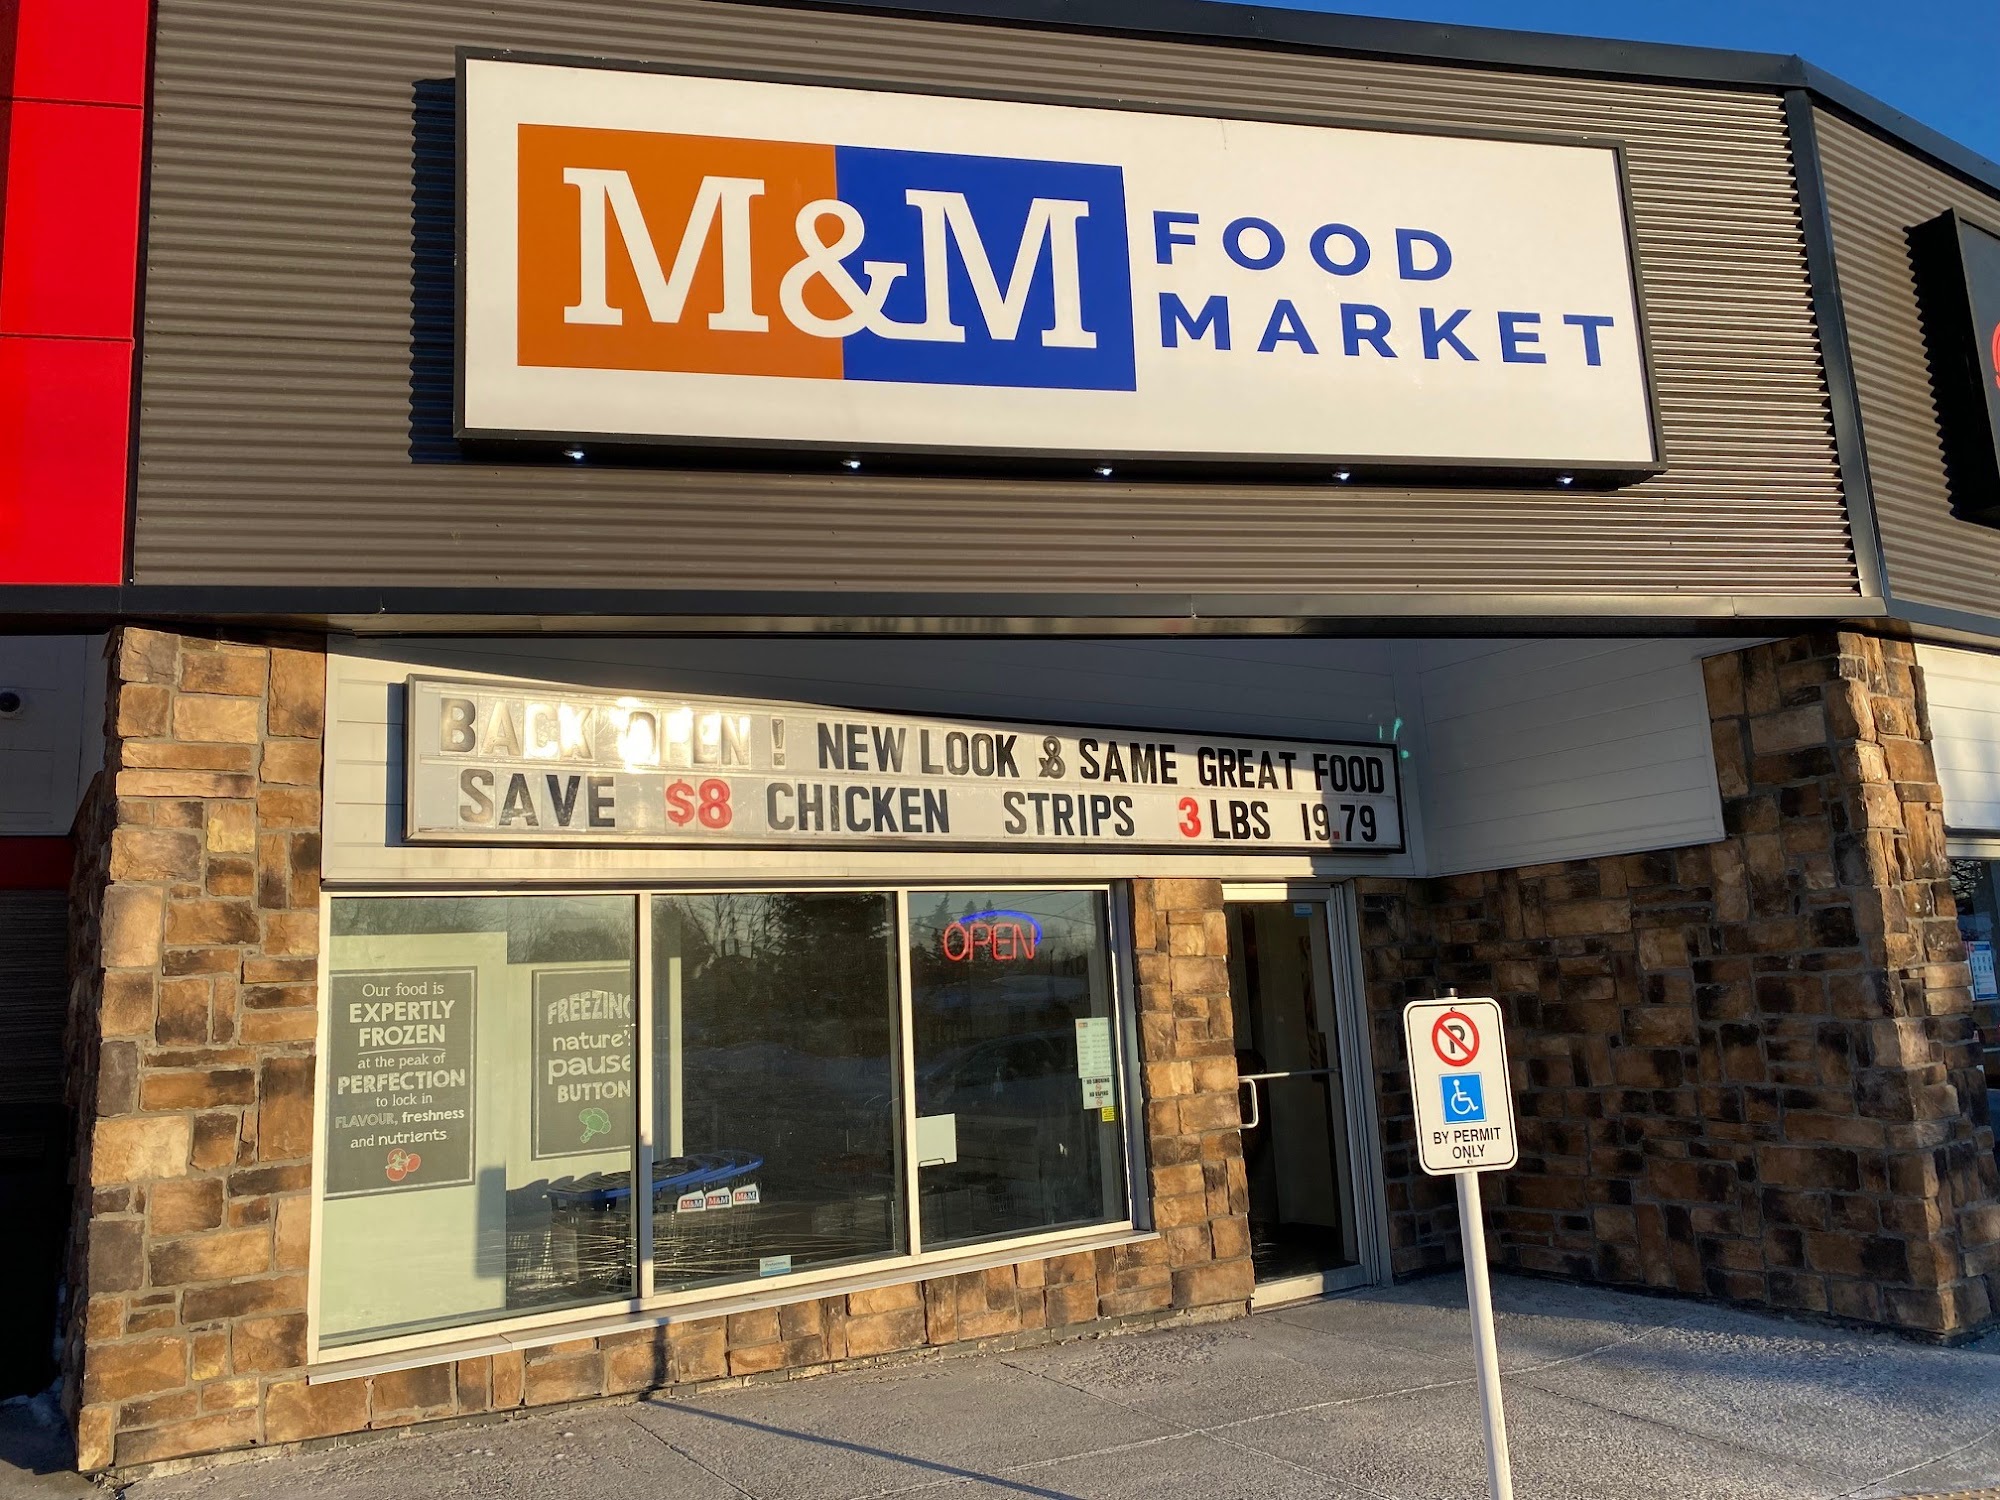 M&M FOOD
MARKET
BACK OPEN! NEW LOOK & SAME GREAT FOOD
SAVE $8 CHICKEN STRIPS 3 LBS 19.79
OPEN
Our food is
EXPERTLY
FROZEN
at the peak of
PERFECTION
to lock in
FLAVOUR, freshness
and nutrients
FREEZING
nature's
pause
BUTTON
M&M M&M M&M
NO SMOKING
P
BY PERMIT
ONLY